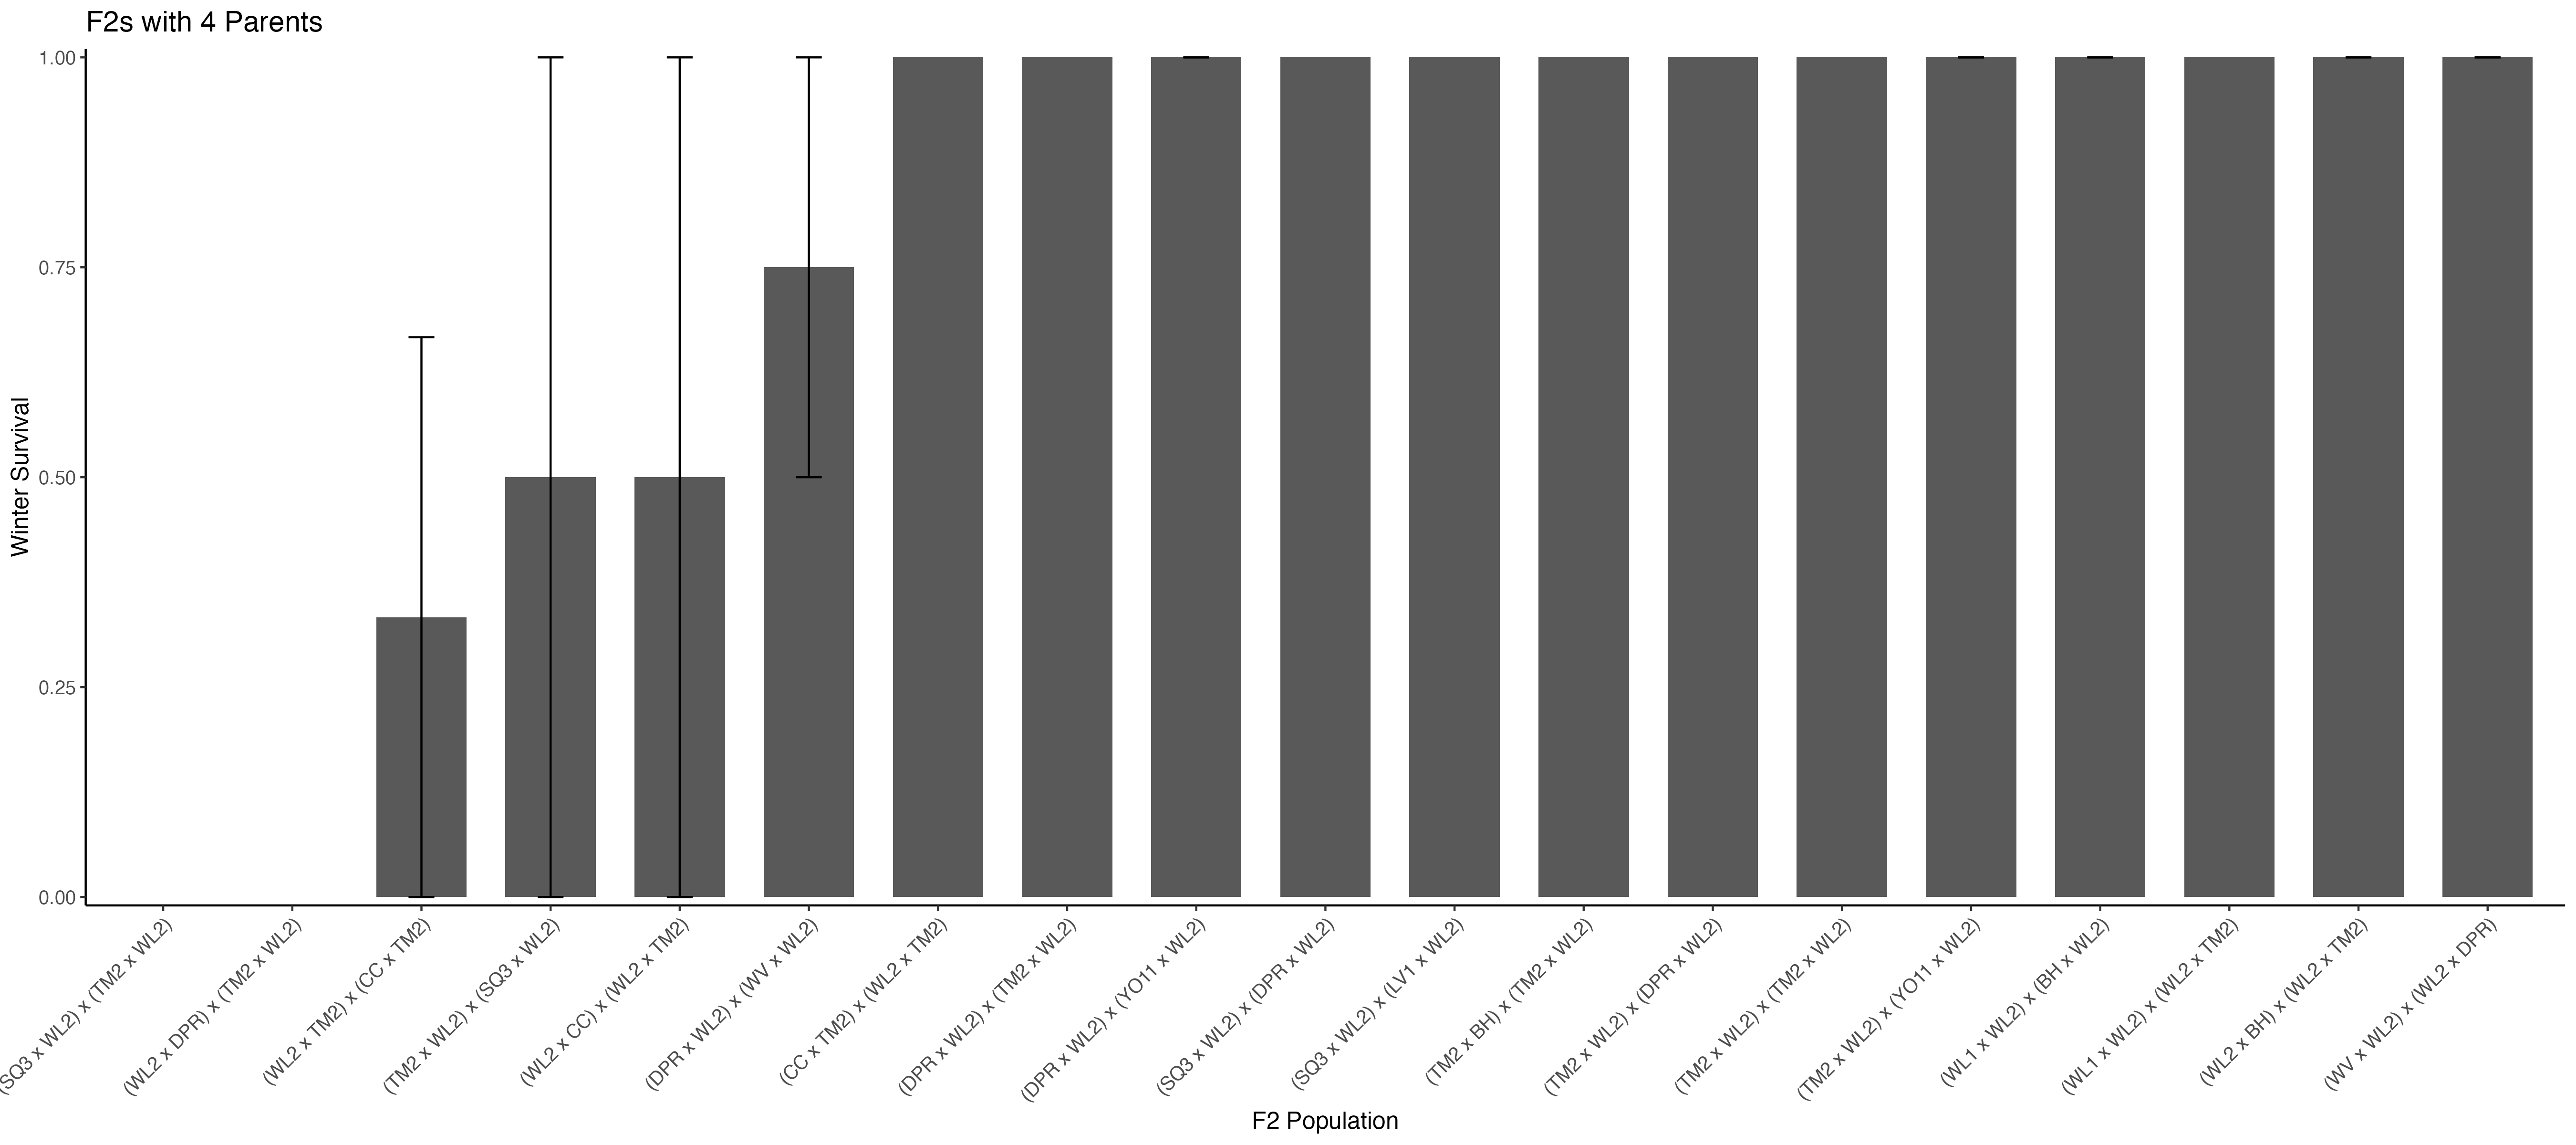 F2s with 4 Parents
1.00
0.75
0.50
0.25
0.00
Winter Survival
(SQ3 x WL2) x (TM2 x WL2)
(WL2 x DPR) x (TM2 x WL2)
(WL2 x TM2) x (CC x TM2)
(TM2 x WL2) x (SQ3 x WL2)
(WL2 x CC) x (WL2 x TM2)
(DPR x WL2) x (WV x WL2)
(CC x TM2) x (WL2 x TM2)
(DPR x WL2) x (TM2 x WL2)
(DPR x WL2) x (YO11 x WL2)
(SQ3 x WL2) x (DPR x WL2)
(SQ3 x WL2) x (LV1 x WL2)
(TM2 x BH) x (TM2 x WL2)
(TM2 x WL2) x (DPR x WL2)
(TM2 x WL2) x (TM2 x WL2)
(TM2 x WL2) x (YO11 x WL2)
(WL1 x WL2) x (BH x WL2)
(WL1 x WL2) x (WL2 x TM2)
(WL2 x BH) x (WL2 x TM2)
(WV x WL2) x (WL2 x DPR)
F2 Population